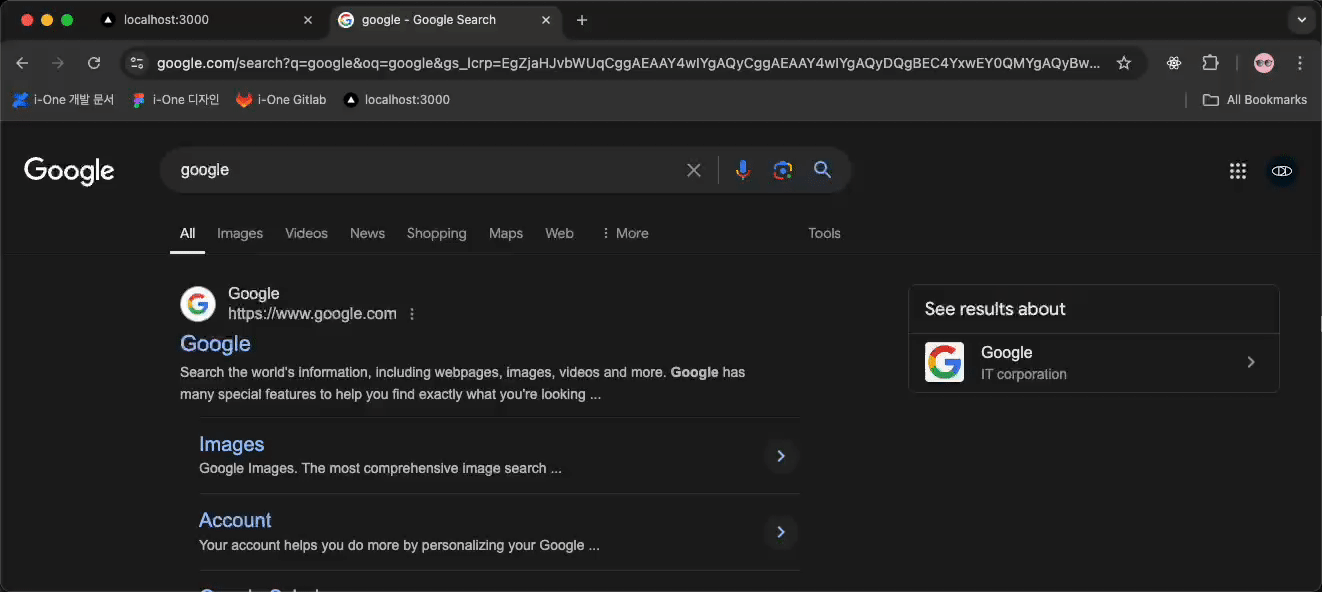 localhost:3000
google - Google Search
google.com/search?q=google&oq=google&gs_lcrp=EgZjaHJvbWUqCggAEAAY4wIYgAQyCggAEAAY4wIYgAQyDQgBEC4YxwEY0QMYgAQyBw...
i-One 개발 문서
i-One 디자인
i-One Gitlab
localhost:3000
All Bookmarks
Google
google
All Images Videos News Shopping Maps Web More Tools
Google
https://www.google.com
Google
Search the world's information, including webpages, images, videos and more. Google has
many special features to help you find exactly what you're looking ...
Images
Google Images. The most comprehensive image search ...
Account
Your account helps you do more by personalizing your Google ...
See results about
Google
IT corporation